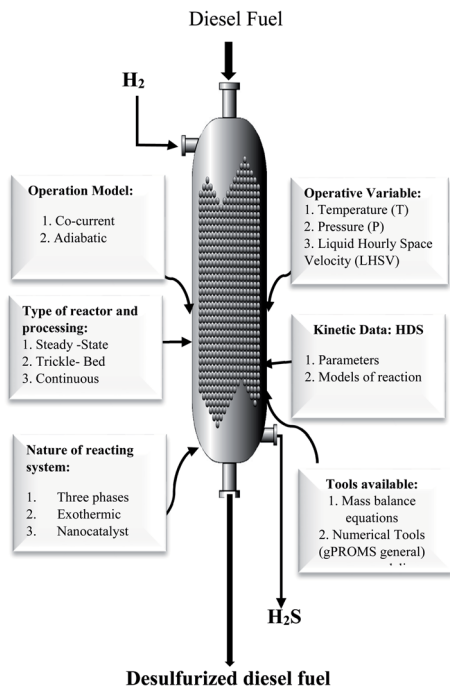 Diesel Fuel
H₂
Operation Model:
1. Co-current
2. Adiabatic
Operative Variable:
1. Temperature (T)
2. Pressure (P)
3. Liquid Hourly Space
Velocity (LHSV)
Type of reactor and
processing:
1. Steady -State
2. Trickle- Bed
3. Continuous
Kinetic Data: HDS
1. Parameters
2. Models of reaction
Nature of reacting
system:
1. Three phases
2. Exothermic
3. Nanocatalyst
Tools available:
1. Mass balance
equations
2. Numerical Tools
(gPROMS general)
H₂S
Desulfurized diesel fuel